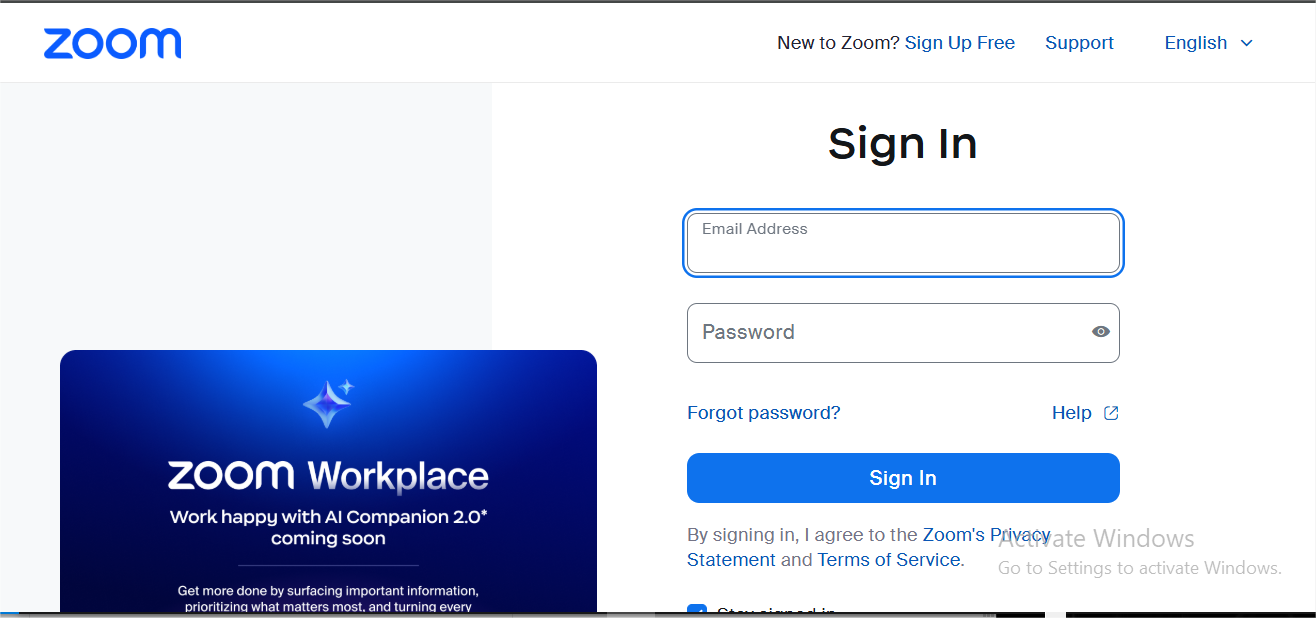 zoom
New to Zoom? Sign Up Free
Support
English
Sign In
Email Address
Password
Forgot password?
Help
Sign In
By signing in, I agree to the Zoom's Privacy
Statement and Terms of Service.
Stay signed in
zoom Workplace
Work happy with AI Companion 2.0*
coming soon
Get more done by surfacing important information,
prioritizing what matters most, and turning every
Activate Windows
Go to Settings to activate Windows.